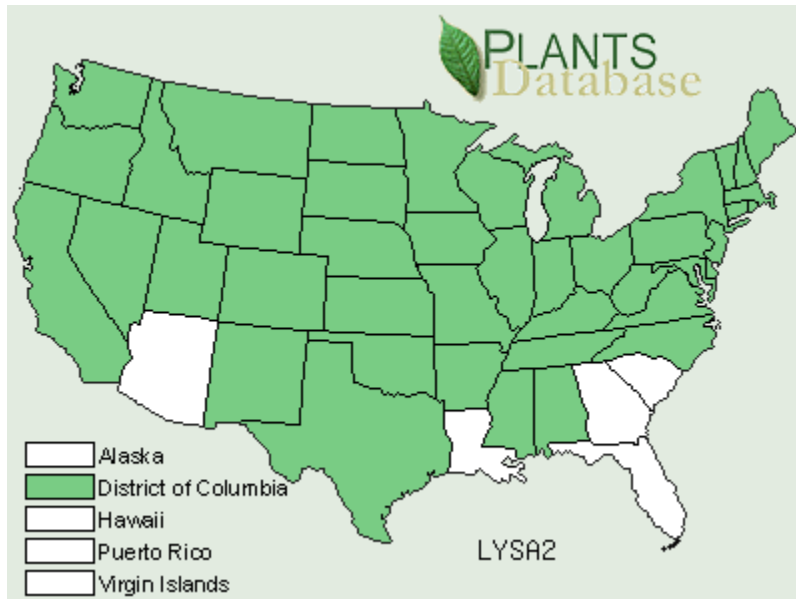 PLANTS
Database
Alaska
District of Columbia
Hawaii
Puerto Rico
LYSA2
Virgin Islands